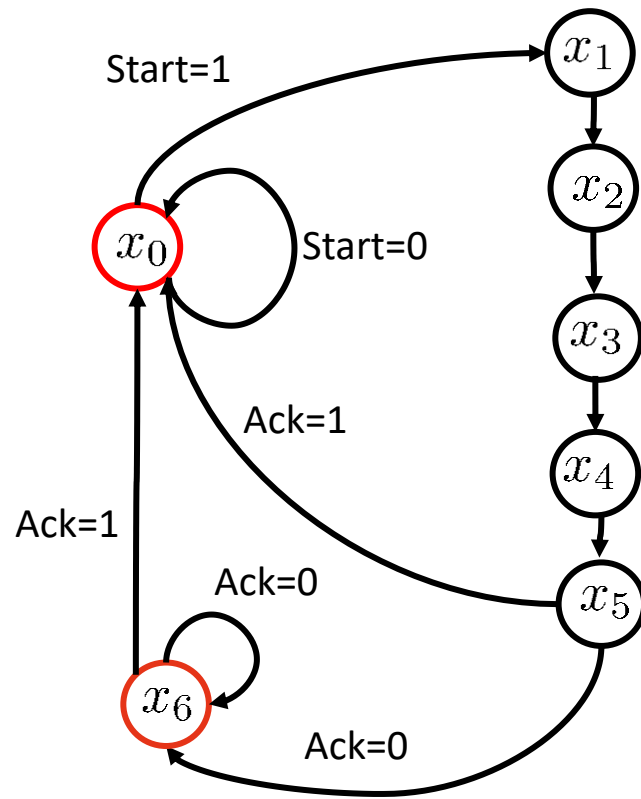 x₁
Start=1
x₂
x₀
Start=0
x₃
Ack=1
x₄
Ack=1
Ack=0
x₅
x₆
Ack=0